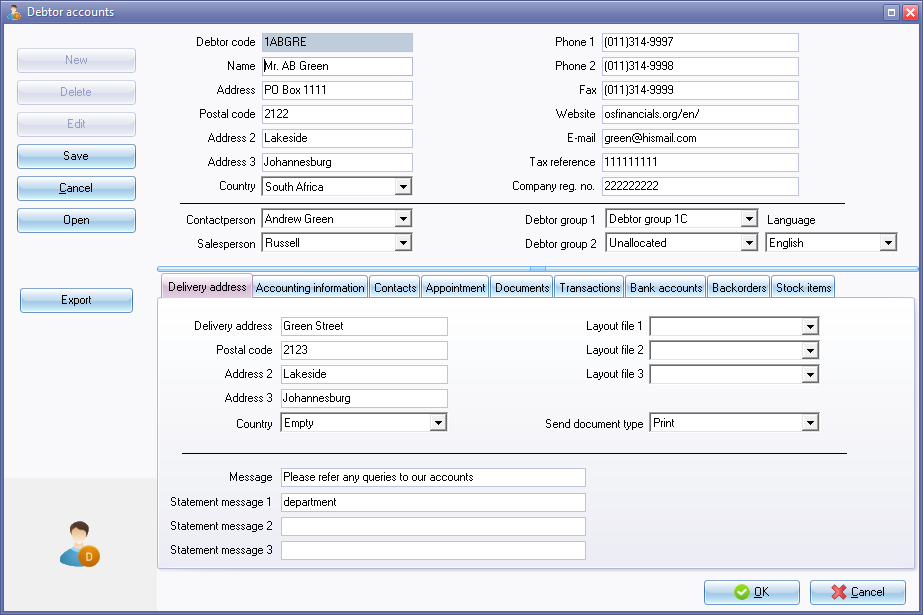 Debtor accounts
New
Delete
Edit
Save
Cancel
Open
Export
Debtor code 1ABGRE
Name Mr. AB Green
Address PO Box 1111
Postal code 2122
Address 2 Lakeside
Address 3 Johannesburg
Country South Africa
Phone 1 (011)314-9997
Phone 2 (011)314-9998
Fax (011)314-9999
Website osfinancials.org/en/
E-mail green@hismail.com
Tax reference 111111111
Company reg. no. 222222222
Contactperson Andrew Green
Salesperson Russell
Debtor group 1 Debtor group 1C Language
Debtor group 2 Unallocated English
Delivery address Accounting information Contacts Appointment Documents Transactions Bank accounts Backorders Stock items
Delivery address Green Street
Postal code 2123
Address 2 Lakeside
Address 3 Johannesburg
Country Empty
Layout file 1
Layout file 2
Layout file 3
Send document type Print
Message Please refer any queries to our accounts
Statement message 1 department
Statement message 2
Statement message 3
D
OK Cancel